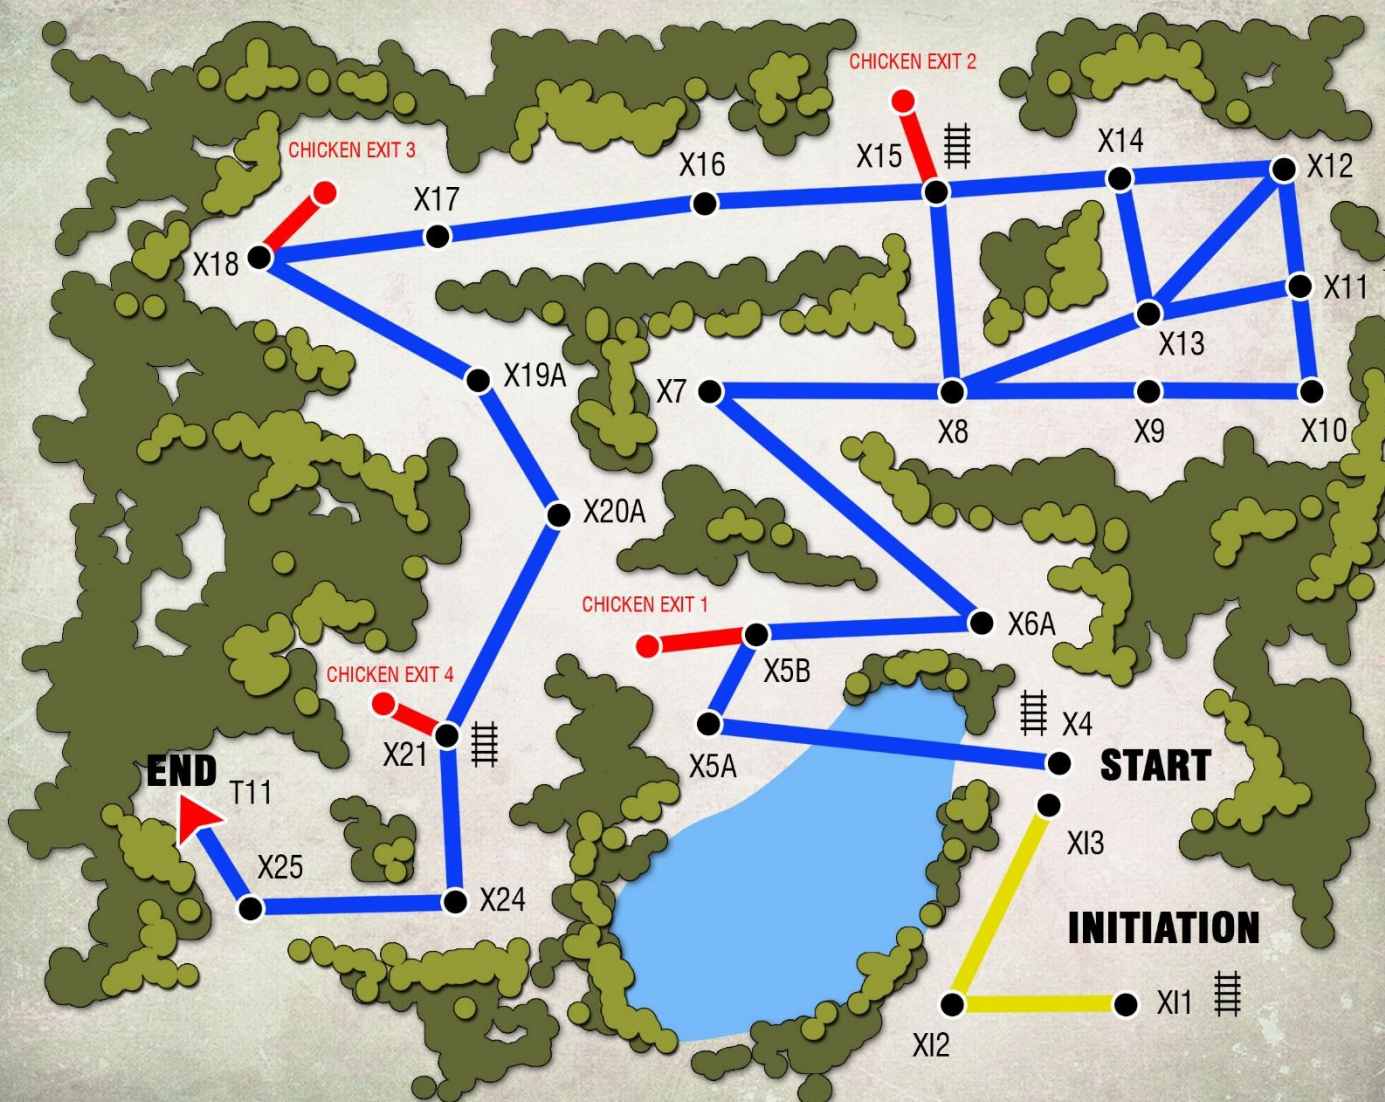 CHICKEN EXIT 2
CHICKEN EXIT 3
X14
X15
X16
X12
X17
X18
X11
X13
X19A
X7
X8
X9
X10
X20A
CHICKEN EXIT 1
X6A
X5B
CHICKEN EXIT 4
X4
X21
X5A
START
END
T11
XI3
X25
X24
INITIATION
XI1
XI2